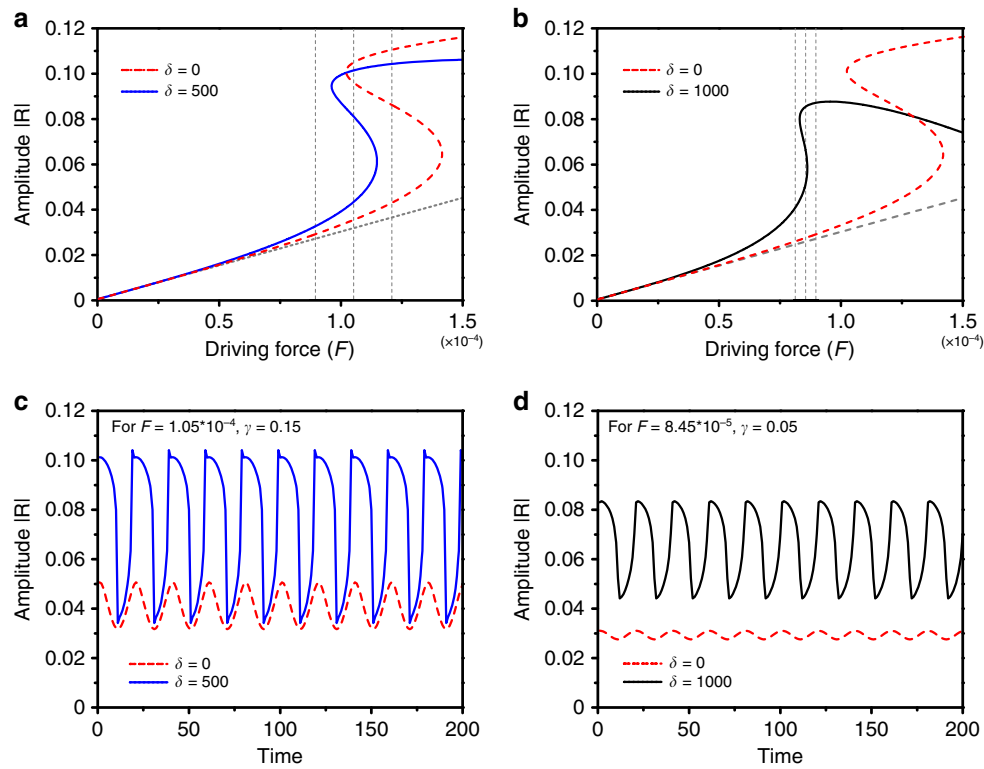 a
0.12
0.10
0.08
0.06
0.04
0.02
0
Amplitude |R|
δ = 0
δ = 500
0
0.5
1.0
1.5
(×10⁻⁴)
Driving force (F)
b
0.12
0.10
0.08
0.06
0.04
0.02
0
Amplitude |R|
δ = 0
δ = 1000
0
0.5
1.0
1.5
(×10⁻⁴)
Driving force (F)
c
0.12
0.10
0.08
0.06
0.04
0.02
0.00
Amplitude |R|
For F = 1.05*10⁻⁴, γ = 0.15
δ = 0
δ = 500
0
50
100
150
200
Time
d
0.12
0.10
0.08
0.06
0.04
0.02
0.00
Amplitude |R|
For F = 8.45*10⁻⁵, γ = 0.05
δ = 0
δ = 1000
0
50
100
150
200
Time